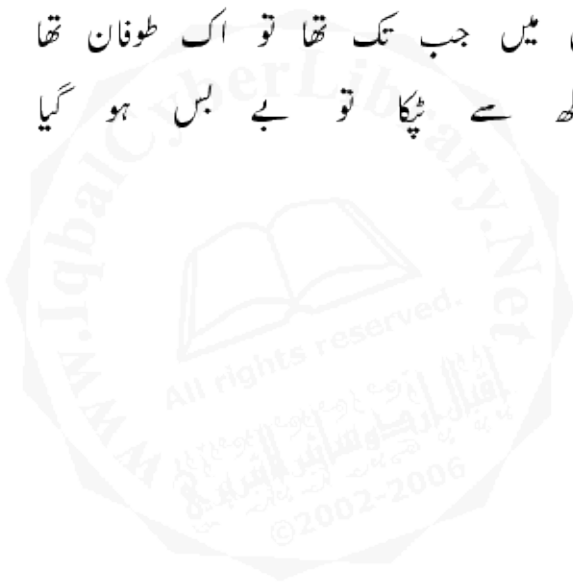 میں جب تک تھا تو اک طوفان تھا
سے ٹپکا تو بے بس ہو گیا
www.IqbalCyberLibrary.Net
All rights reserved.
©2002-2006